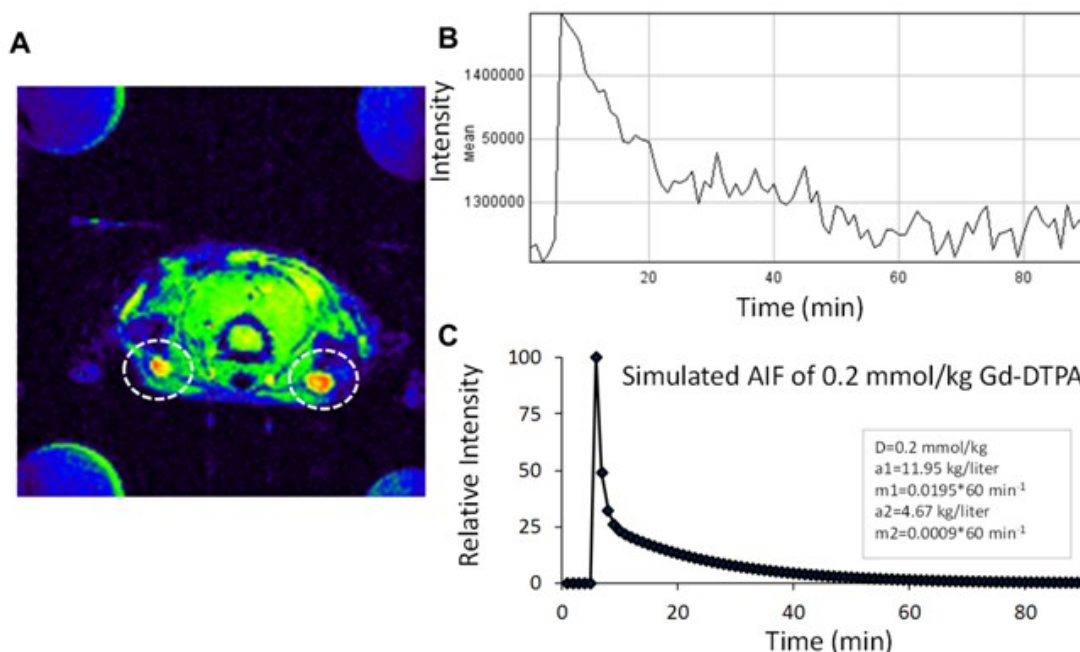 A
B
Intensity
Mean
1400000
50000
1300000
20
40
60
80
Time (min)
C
Simulated AIF of 0.2 mmol/kg Gd-DTPA
Relative Intensity
100
75
50
25
0
D=0.2 mmol/kg
a1=11.95 kg/liter
m1=0.0195*60 min⁻¹
a2=4.67 kg/liter
m2=0.0009*60 min⁻¹
0
20
40
60
80
Time (min)